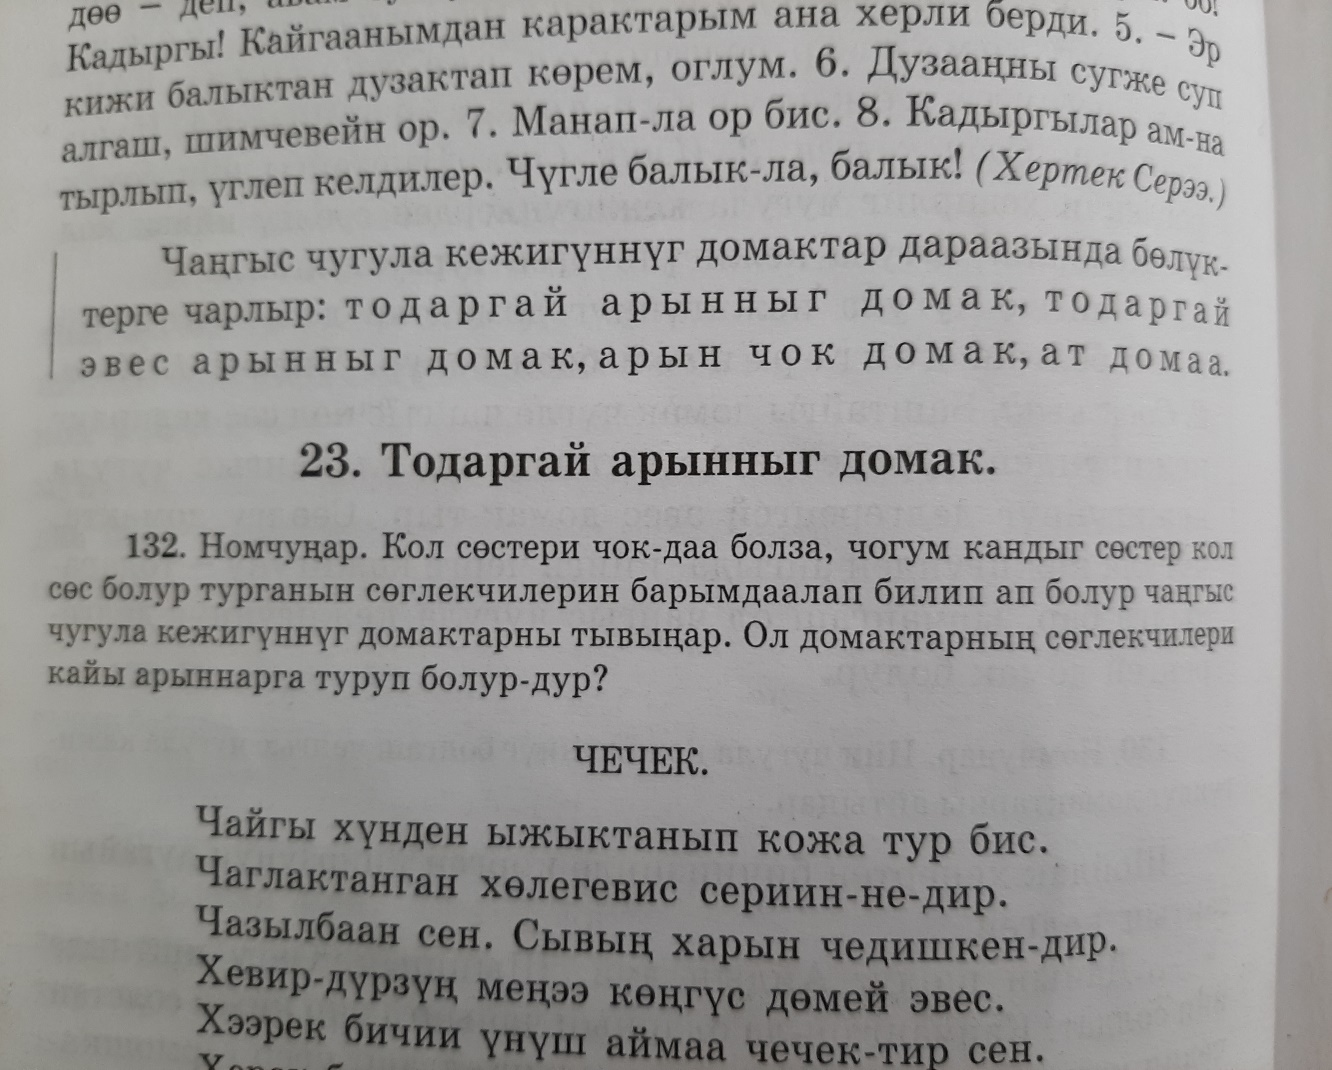 дөө – деп,
Кадыргы! Кайгаанымдан карактарым ана херли берди. 5. – Эр
кижи балыктан дузактап көрем, оглум. 6. Дузааңны сугже суп
алгаш, шимчевейн ор. 7. Манап-ла ор бис. 8. Кадыргылар ам-на
тырлып, үглеп келдилер. Чүгле балык-ла, балык! (Хертек Серээ.)
Чаңгыс чугула кежигүннүг домактар дараазында бөлүк-
терге чарлыр: тодаргай арынныг домак, тодаргай
эвес арынныг домак, арын чок домак, ат домаа.
23. Тодаргай арынныг домак.
132. Номчуңар. Кол сөстери чок-даа болза, чогум кандыг сөстер кол
сөс болур турганын сөглекчилерин барымдаалап билип ап болур чаңгыс
чугула кежигүннүг домактарны тывыңар. Ол домактарның сөглекчилери
кайы арыннарга туруп болур-дур?
ЧЕЧЕК.
Чайгы хүнден ыжыктанып кожа тур бис.
Чаглактанган хөлегевис сериин-не-дир.
Чазылбаан сен. Сывың харын чедишкен-дир.
Хевир-дүрзүң меңээ көңгүс дөмей эвес.
Хээрек бичии үнүш аймаа чечек-тир сен.